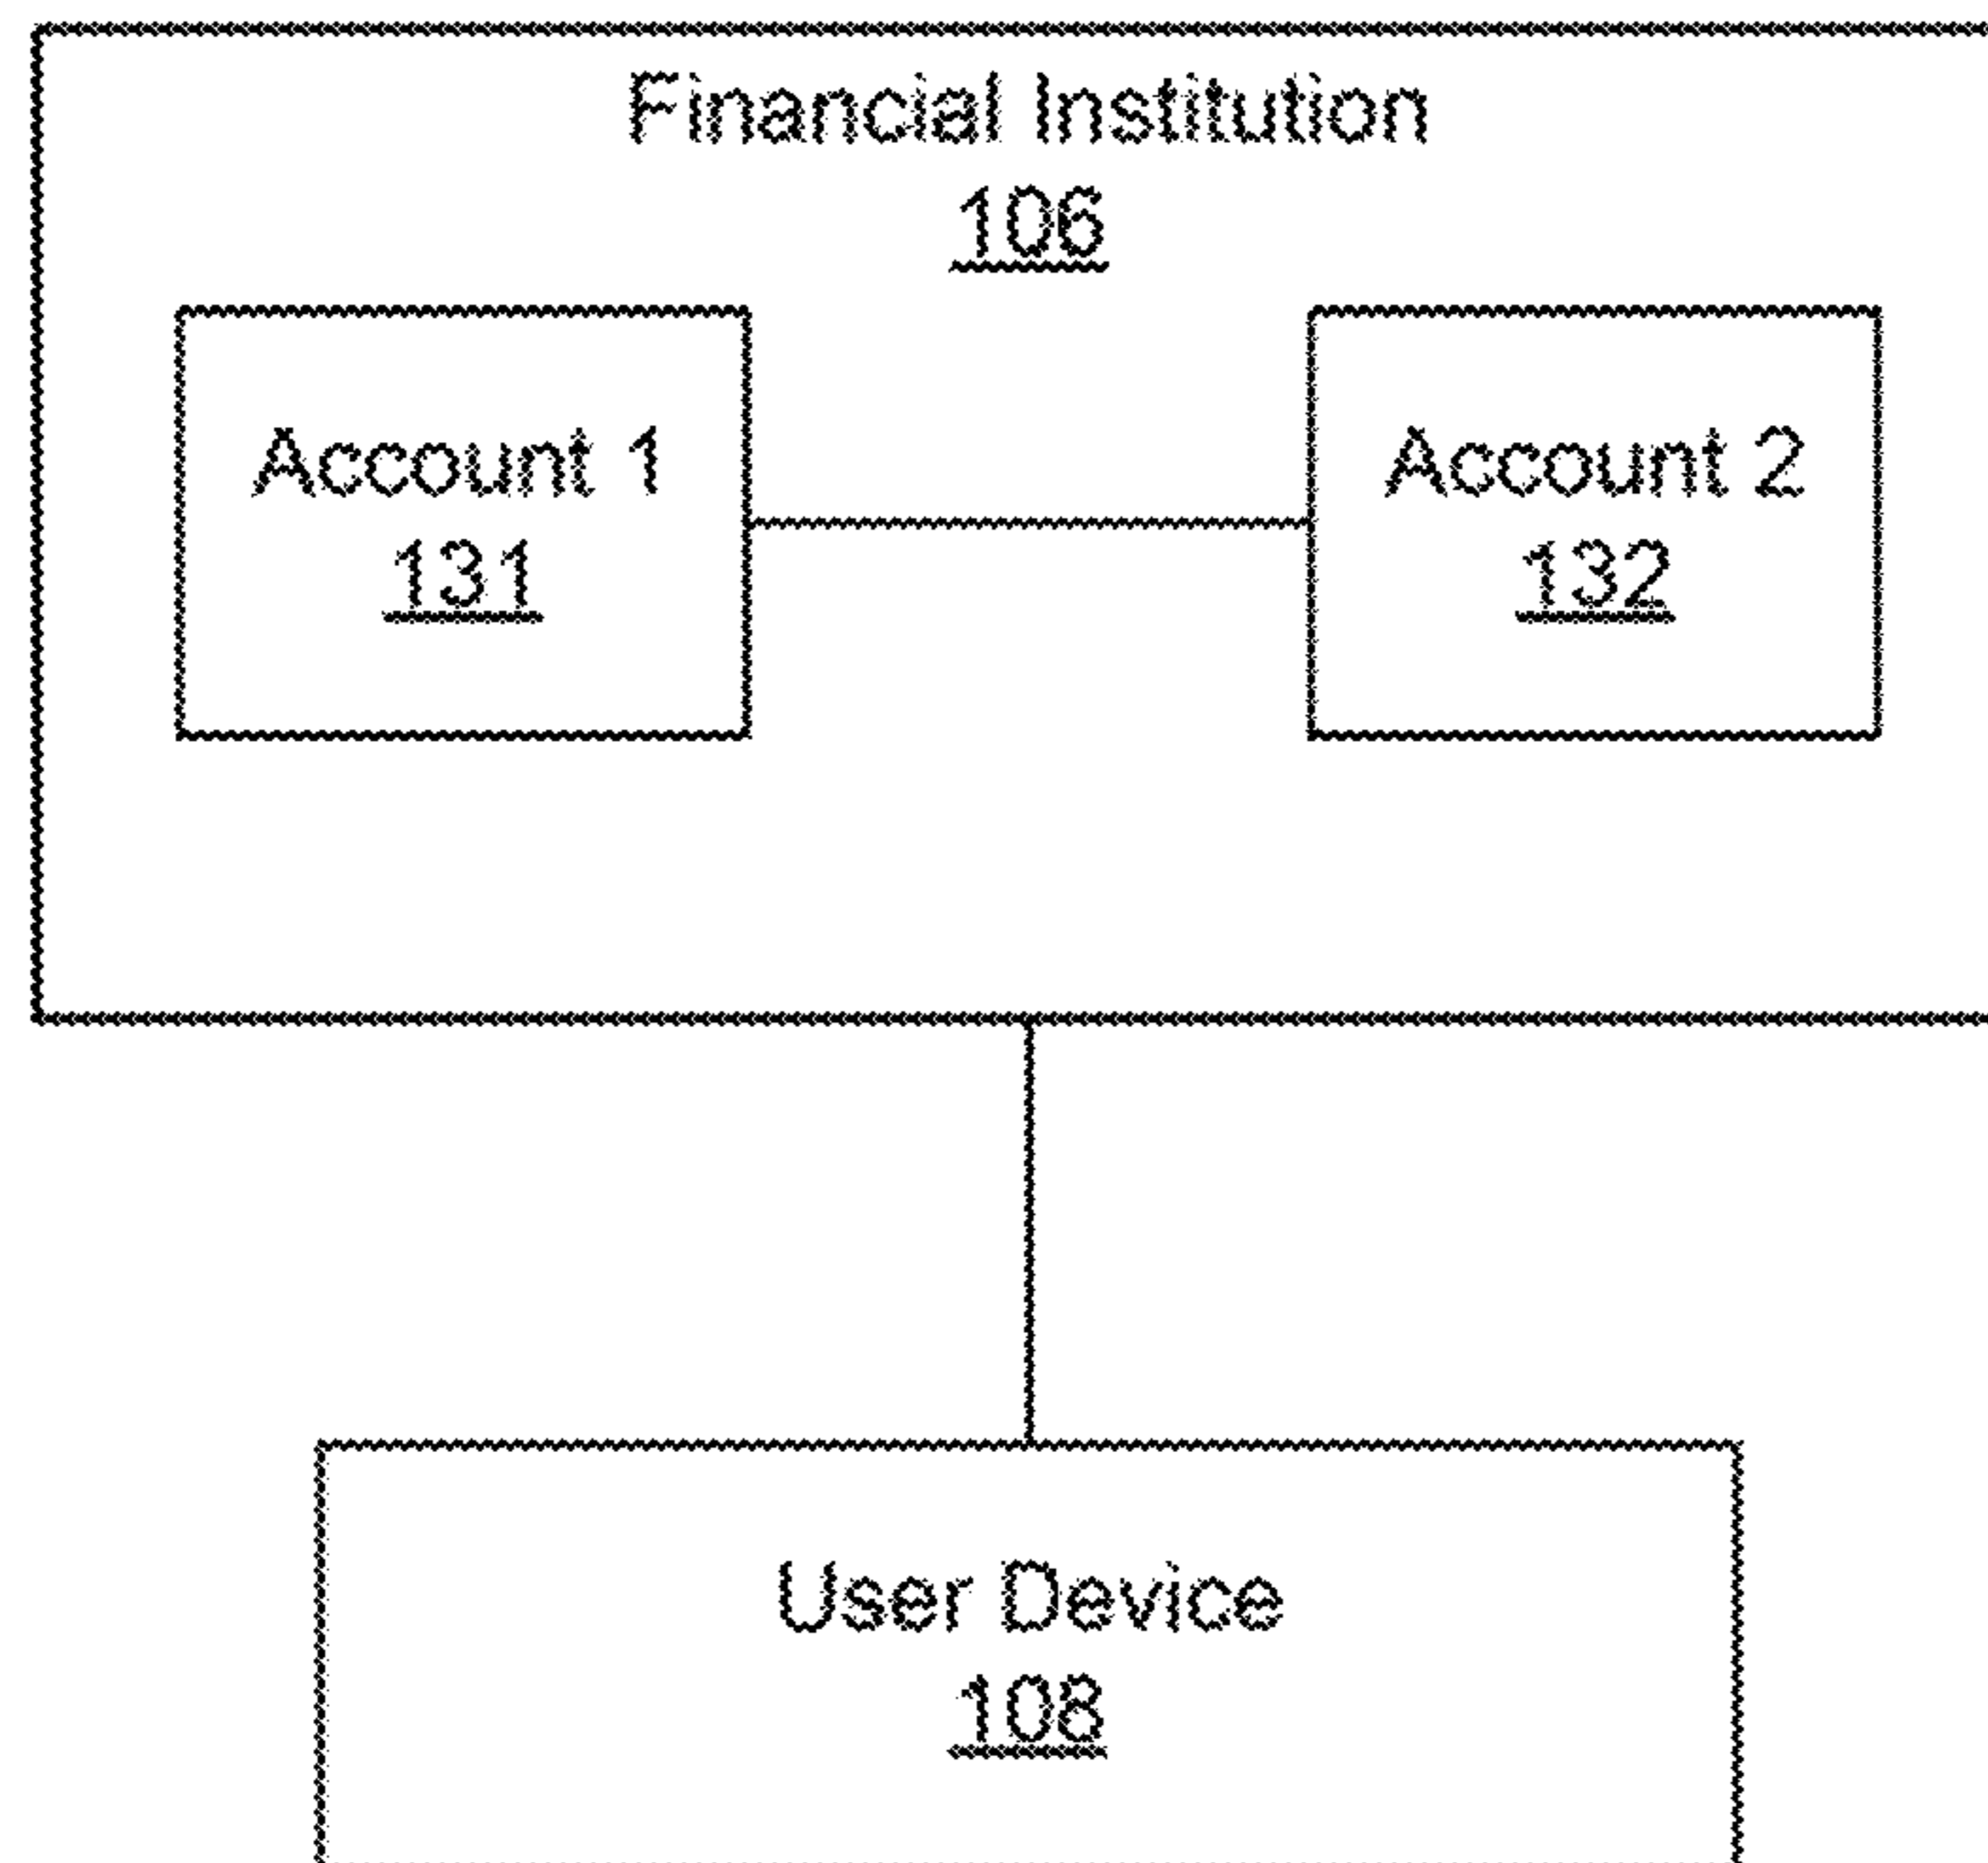 Financial Institution
106
Account 1
131
Account 2
132
User Device
108